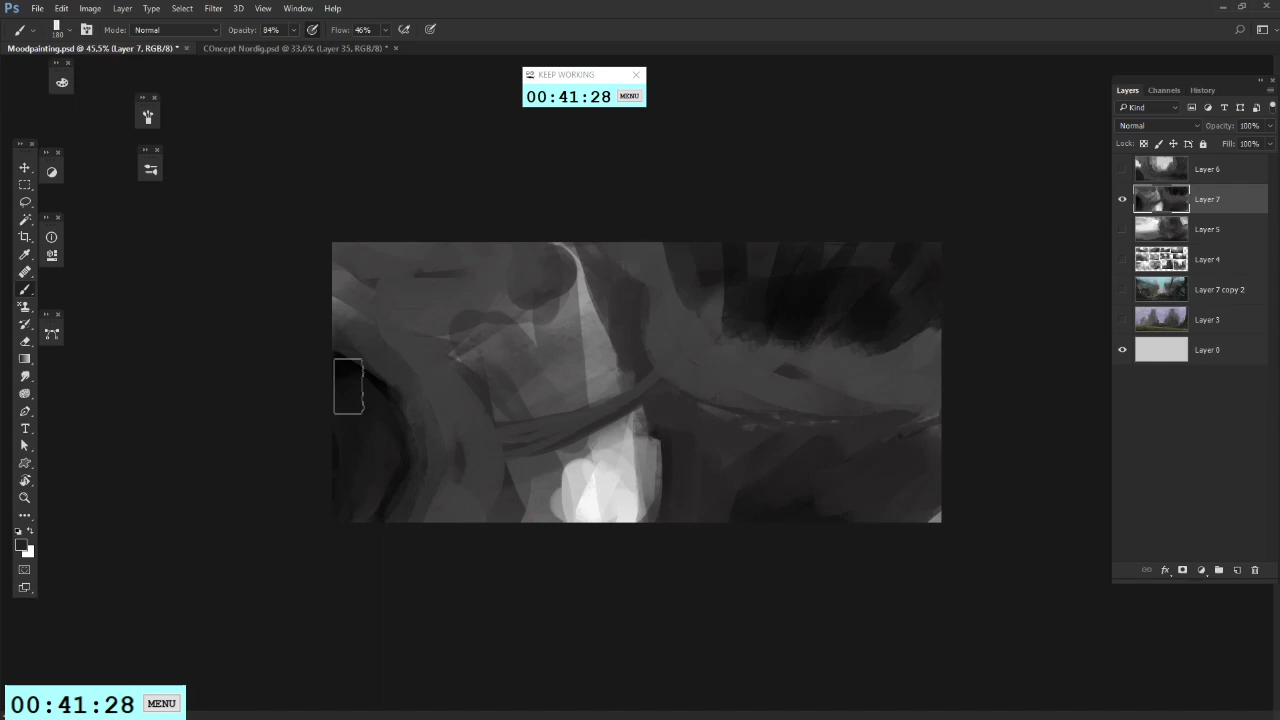 Ps File Edit Image Layer Type Select Filter 3D View Window Help
180 Mode: Normal Opacity: 84% Flow: 46%
Moodpainting.psd @ 45,5% (Layer 7, RGB/8) * × COncept Nordig.psd @ 33,6% (Layer 35, RGB/8) * ×
KEEP WORKING
00:41:28 MENU
Layers Channels History
Kind
Normal Opacity: 100%
Lock: Fill: 100%
Layer 6
Layer 7
Layer 5
Layer 4
Layer 7 copy 2
Layer 3
Layer 0
fx
00:41:28 MENU